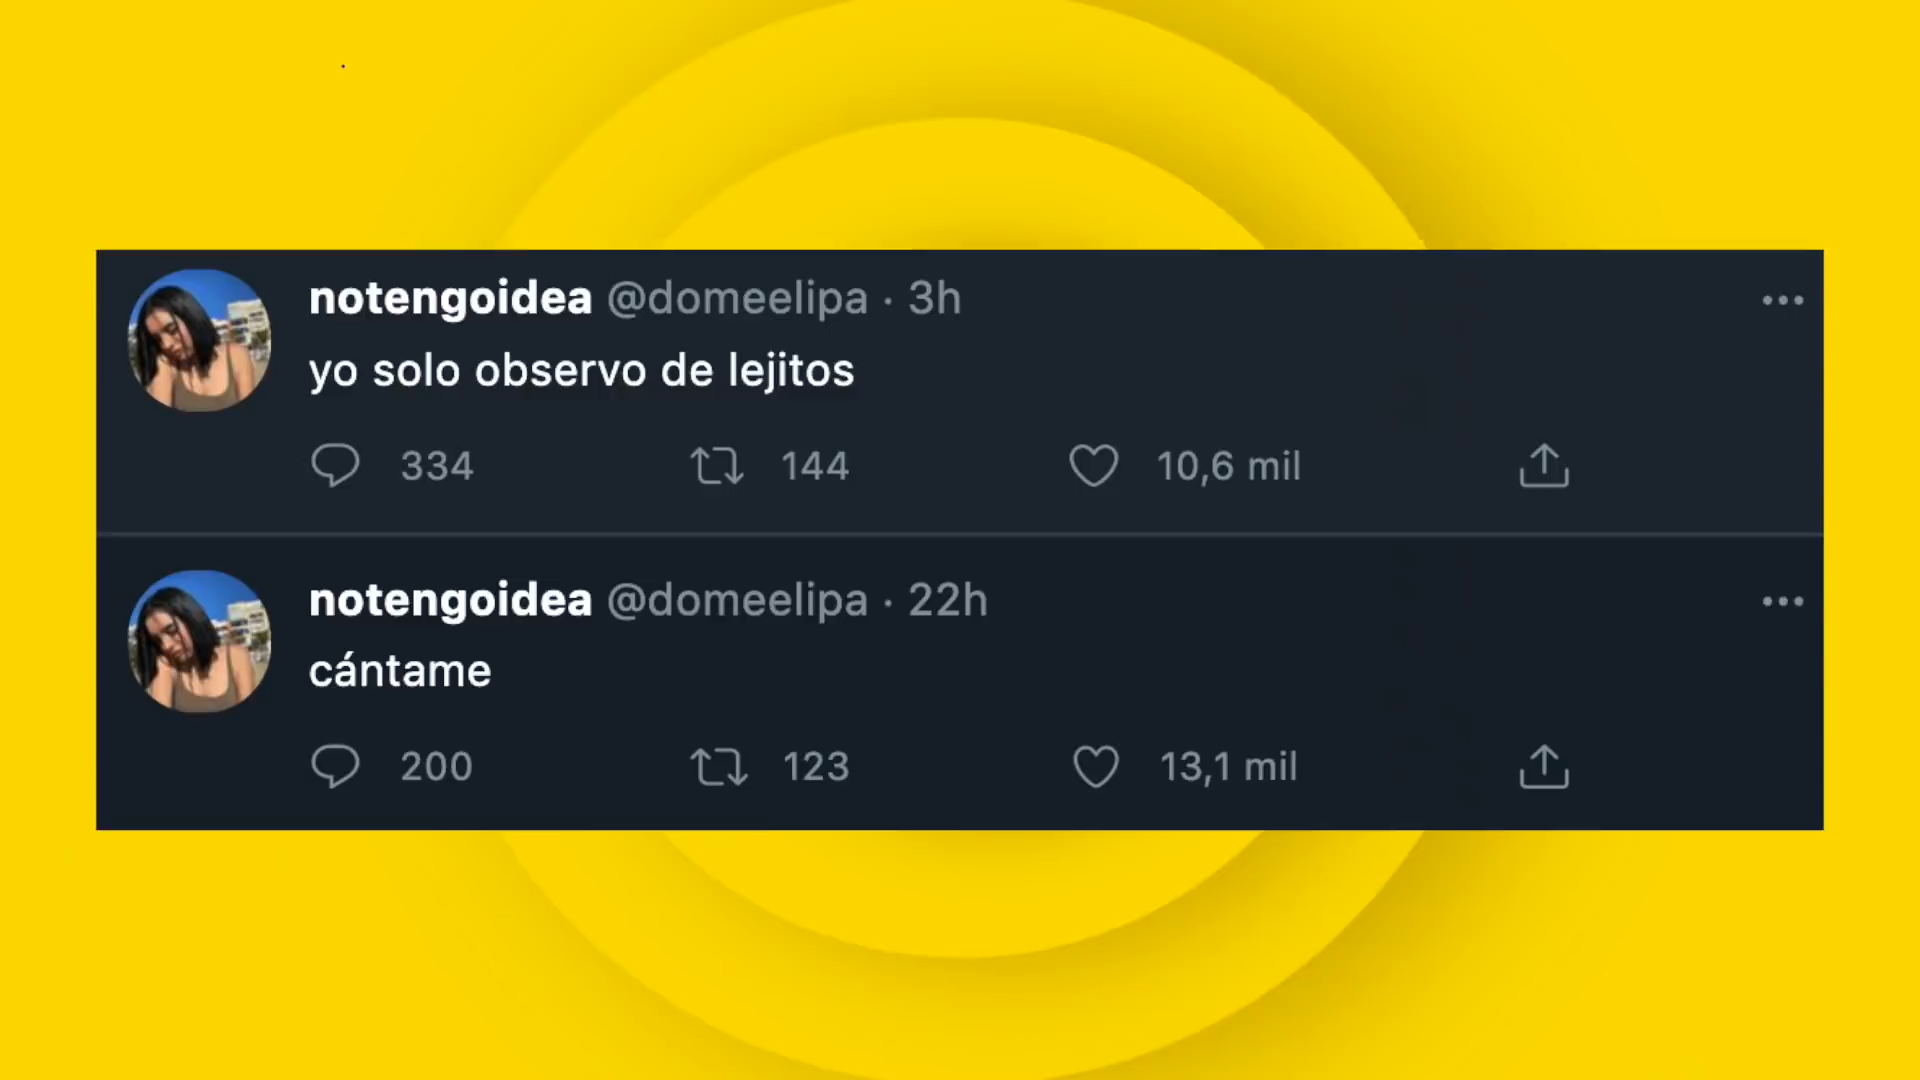 notengoidea @domeelipa · 3h
yo solo observo de lejitos
334 144 10,6 mil
notengoidea @domeelipa · 22h
cántame
200 123 13,1 mil